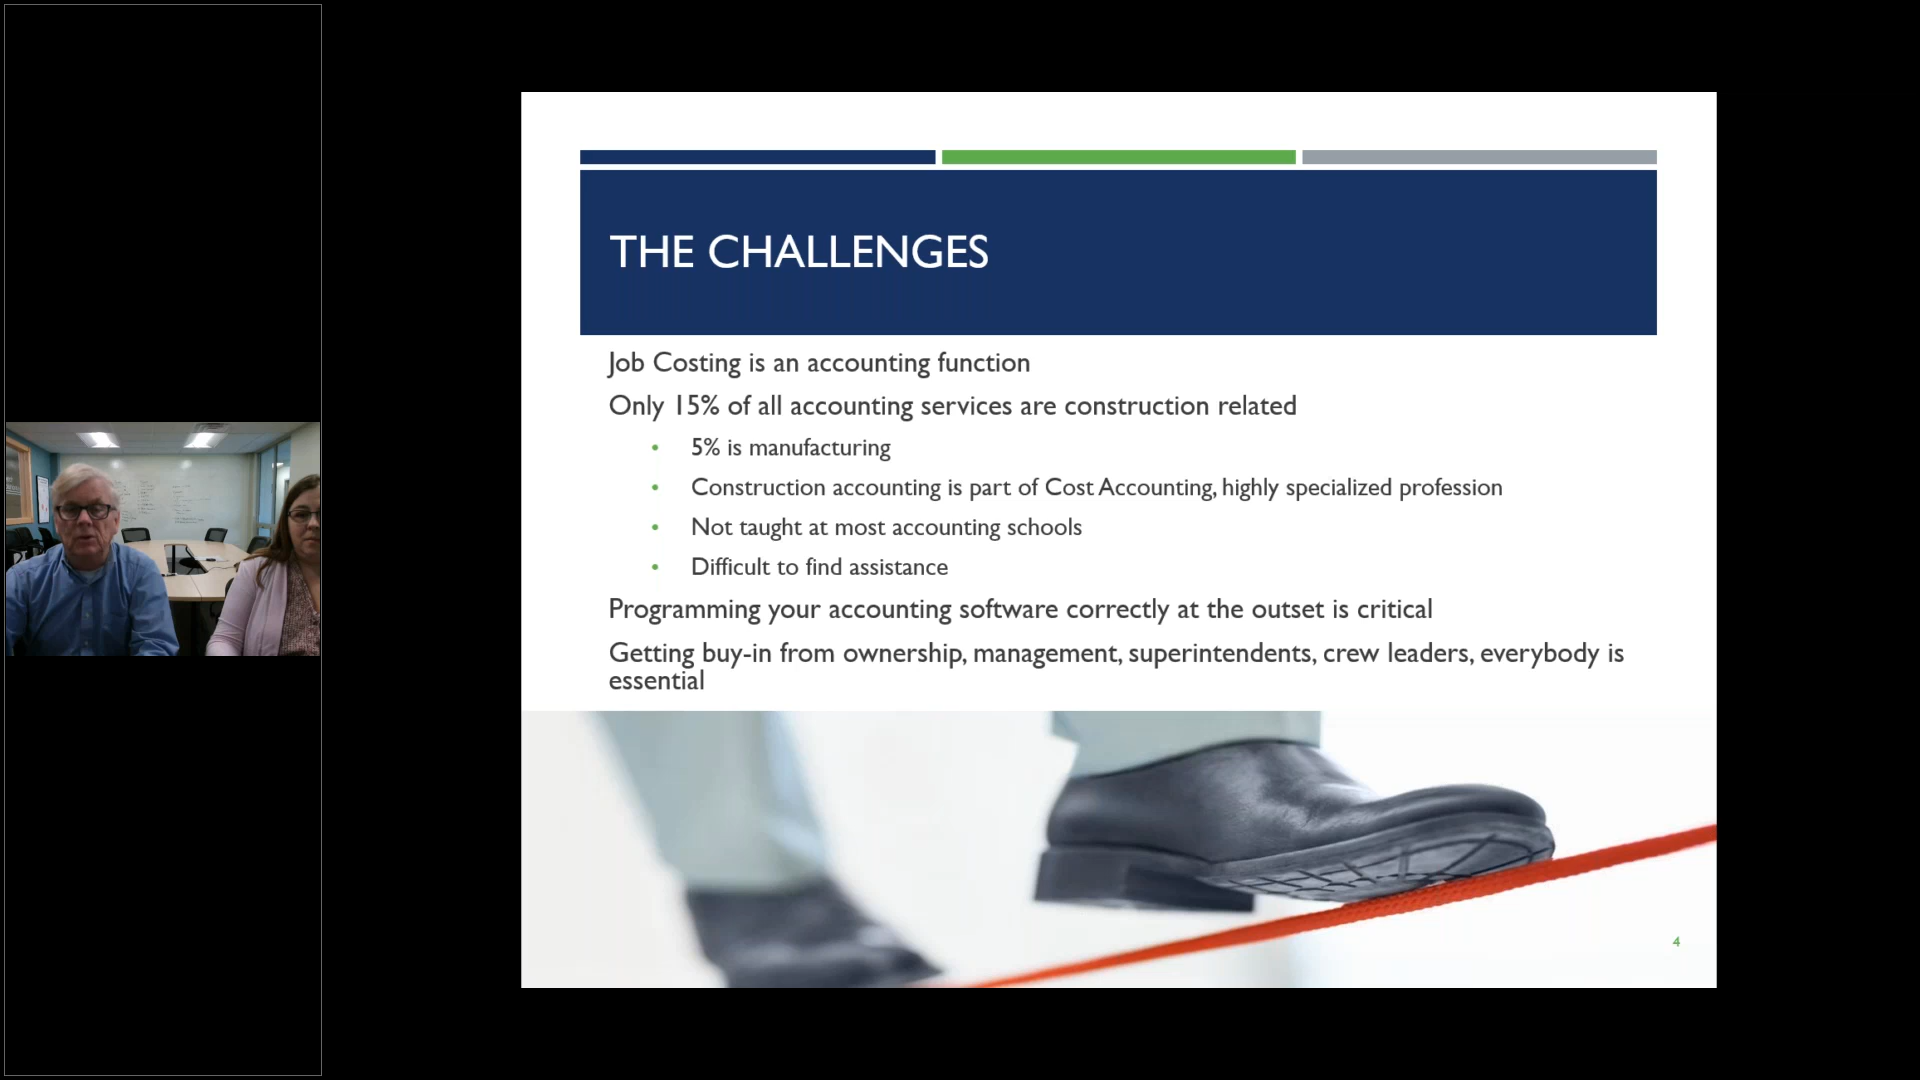 THE CHALLENGES
Job Costing is an accounting function
Only 15% of all accounting services are construction related
• 5% is manufacturing
• Construction accounting is part of Cost Accounting, highly specialized profession
• Not taught at most accounting schools
• Difficult to find assistance
Programming your accounting software correctly at the outset is critical
Getting buy-in from ownership, management, superintendents, crew leaders, everybody is
essential
4